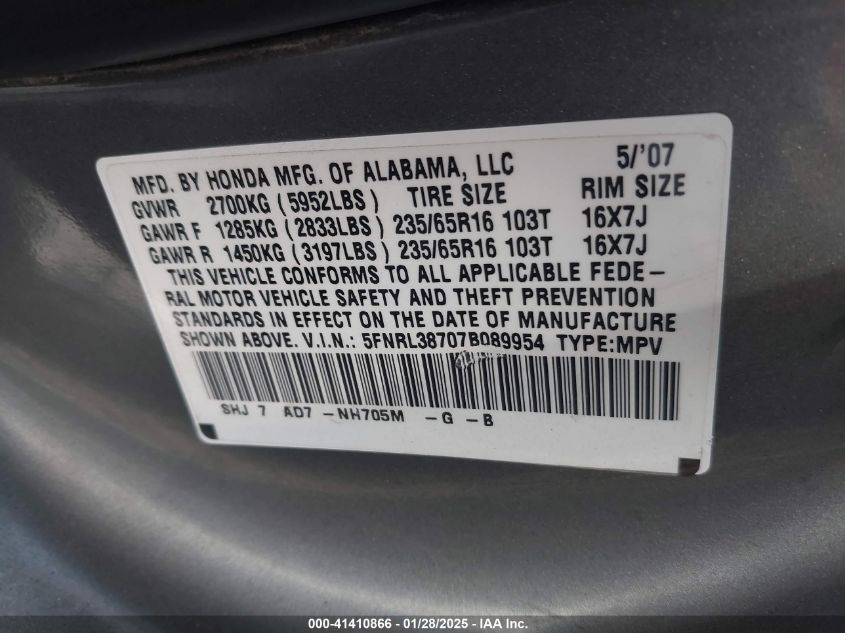 MFD. BY HONDA MFG. OF ALABAMA, LLC 5/'07
GVWR 2700KG (5952LBS) TIRE SIZE RIM SIZE
GAWR F 1285KG (2833LBS) 235/65R16 103T 16X7J
GAWR R 1450KG (3197LBS) 235/65R16 103T 16X7J
THIS VEHICLE CONFORMS TO ALL APPLICABLE FEDE-
RAL MOTOR VEHICLE SAFETY AND THEFT PREVENTION
STANDARDS IN EFFECT ON THE DATE OF MANUFACTURE
SHOWN ABOVE. V.I.N.: 5FNRL38707B089954 TYPE:MPV
SHJ 7 AD7 -NH705M -G -B
000-41410866 - 01/28/2025 - IAA Inc.